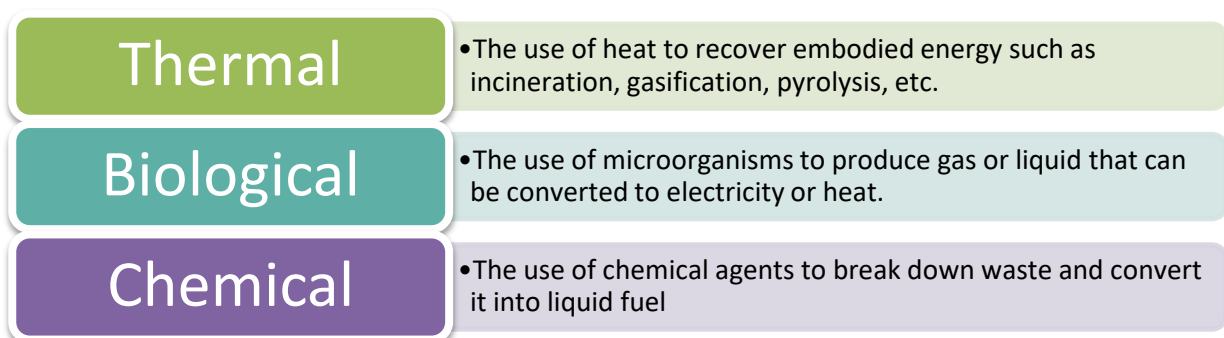 Thermal
•The use of heat to recover embodied energy such as
incineration, gasification, pyrolysis, etc.
Biological
•The use of microorganisms to produce gas or liquid that can
be converted to electricity or heat.
Chemical
•The use of chemical agents to break down waste and convert
it into liquid fuel